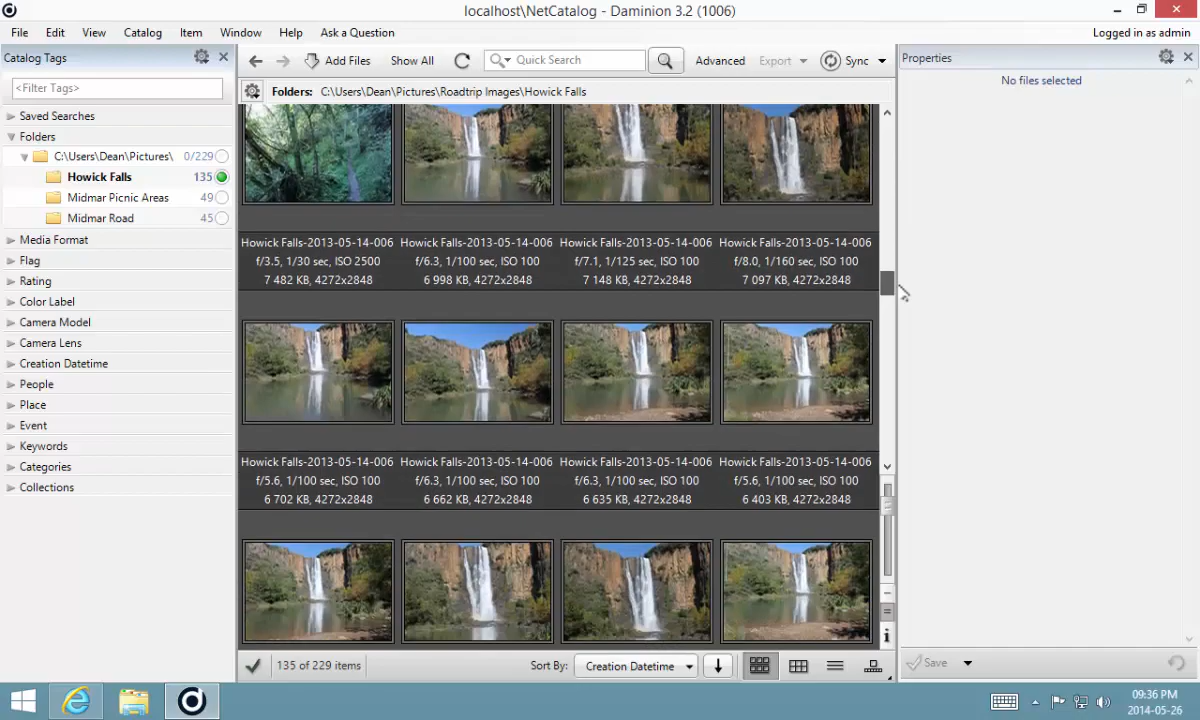 localhost\NetCatalog - Daminion 3.2 (1006)
File Edit View Catalog Item Window Help Ask a Question
Logged in as admin
Catalog Tags
<Filter Tags>
Saved Searches
Folders
C:\Users\Dean\Pictures\ 0/229
Howick Falls 135
Midmar Picnic Areas 49
Midmar Road 45
Media Format
Flag
Rating
Color Label
Camera Model
Camera Lens
Creation Datetime
People
Place
Event
Keywords
Categories
Collections
Add Files Show All Quick Search Advanced Export Sync
Folders: C:\Users\Dean\Pictures\Roadtrip Images\Howick Falls
Howick Falls-2013-05-14-006 Howick Falls-2013-05-14-006 Howick Falls-2013-05-14-006 Howick Falls-2013-05-14-006
f/3.5, 1/30 sec, ISO 2500 f/6.3, 1/100 sec, ISO 100 f/7.1, 1/125 sec, ISO 100 f/8.0, 1/160 sec, ISO 100
7 482 KB, 4272x2848 6 998 KB, 4272x2848 7 148 KB, 4272x2848 7 097 KB, 4272x2848
Howick Falls-2013-05-14-006 Howick Falls-2013-05-14-006 Howick Falls-2013-05-14-006 Howick Falls-2013-05-14-006
f/5.6, 1/100 sec, ISO 100 f/6.3, 1/100 sec, ISO 100 f/6.3, 1/100 sec, ISO 100 f/5.6, 1/100 sec, ISO 100
6 702 KB, 4272x2848 6 662 KB, 4272x2848 6 635 KB, 4272x2848 6 403 KB, 4272x2848
135 of 229 items
Sort By: Creation Datetime
Properties
No files selected
Save
09:36 PM
2014-05-26